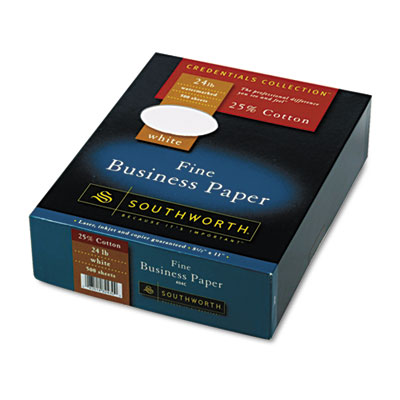 CREDENTIALS COLLECTION™
The professional difference
you see and feel
25% Cotton
24lb
watermarked
500 sheets
white
Fine
Business Paper
SOUTHWORTH®
BECAUSE IT'S IMPORTANT.™
• Laser, inkjet and copier guaranteed • 8½" x 11" •
25% Cotton
24 lb
white
500 sheets
Fine
Business Paper
SOUTHWORTH®